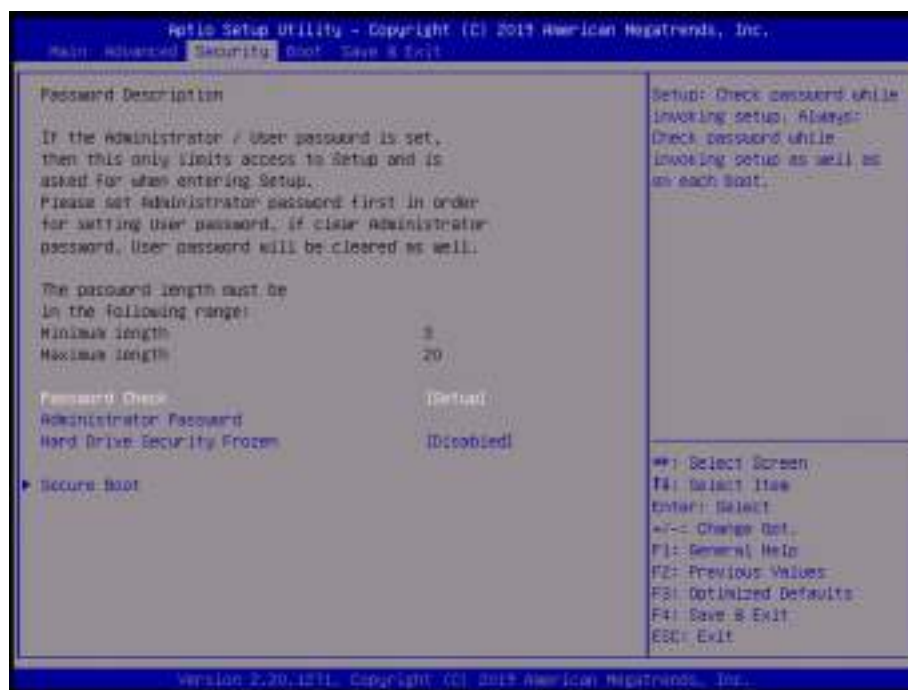 Aptio Setup Utility - Copyright (C) 2019 American Megatrends, Inc.
Main Advanced Security Boot Save & Exit
Password Description
If the Administrator / User password is set,
then this only limits access to Setup and is
asked for when entering Setup.
Please set Administrator password first in order
for setting User password, if clear Administrator
password, User password will be cleared as well.
The password length must be
in the following range:
Minimum length 3
Maximum length 20
Password Check [Setup]
Administrator Password
Hard Drive Security Frozen [Disabled]
Secure Boot
Setup: Check password while
invoking setup. Always:
Check password while
invoking setup as well as
on each boot.
: Select Screen
: Select Item
Enter: Select
+/-: Change Opt.
F1: General Help
F2: Previous Values
F3: Optimized Defaults
F4: Save & Exit
ESC: Exit
Version 2.20.1271. Copyright (C) 2019 American Megatrends, Inc.